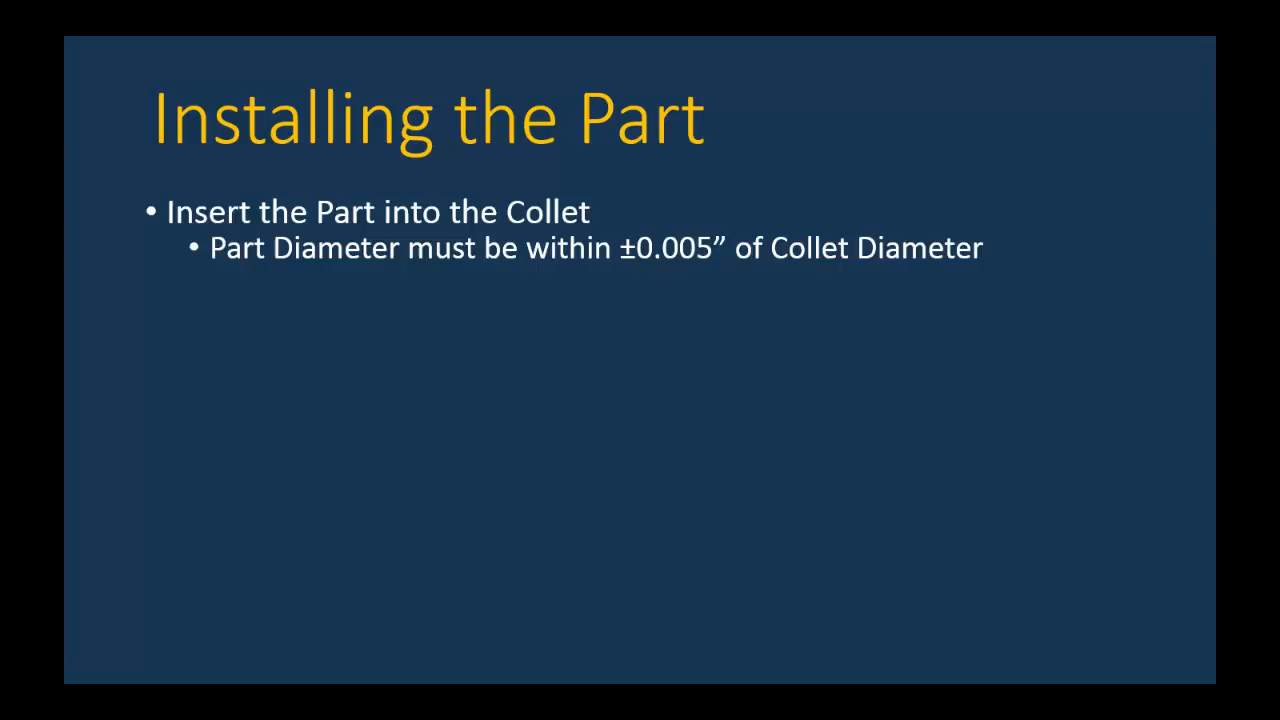 Installing the Part
• Insert the Part into the Collet
• Part Diameter must be within ±0.005” of Collet Diameter